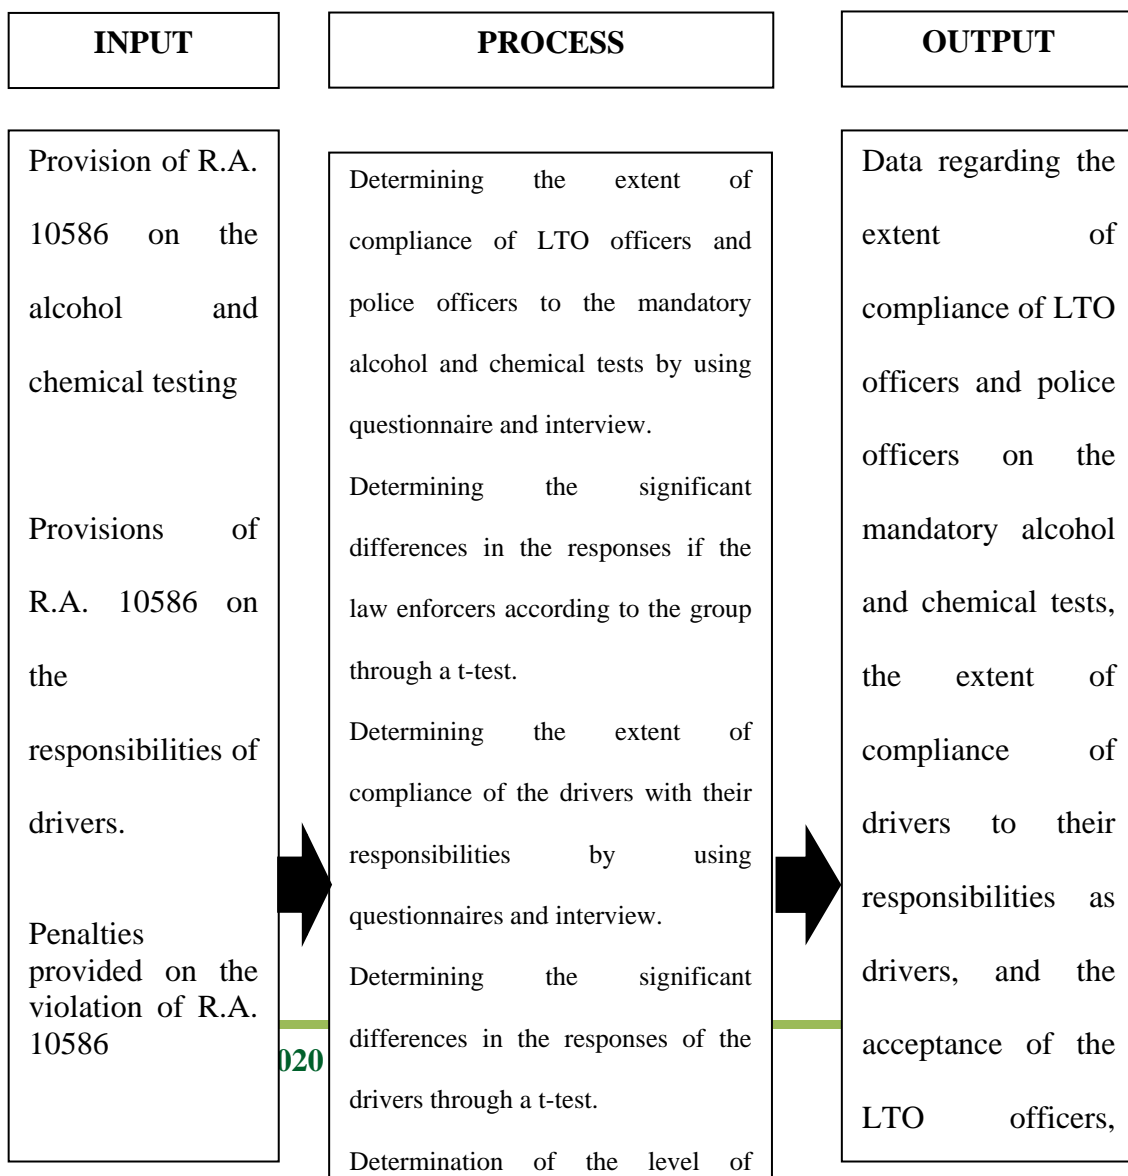 INPUT
PROCESS
OUTPUT
Provision of R.A.
10586 on the
alcohol and
chemical testing
Provisions of
R.A. 10586 on
the
responsibilities of
drivers.
Penalties
provided on the
violation of R.A.
10586
Determining the extent of
compliance of LTO officers and
police officers to the mandatory
alcohol and chemical tests by using
questionnaire and interview.
Determining the significant
differences in the responses if the
law enforcers according to the group
through a t-test.
Determining the extent of
compliance of the drivers with their
responsibilities by using
questionnaires and interview.
Determining the significant
differences in the responses of the
drivers through a t-test.
Determination of the level of
Data regarding the
extent of
compliance of LTO
officers and police
officers on the
mandatory alcohol
and chemical tests,
the extent of
compliance of
drivers to their
responsibilities as
drivers, and the
acceptance of the
LTO officers,
020